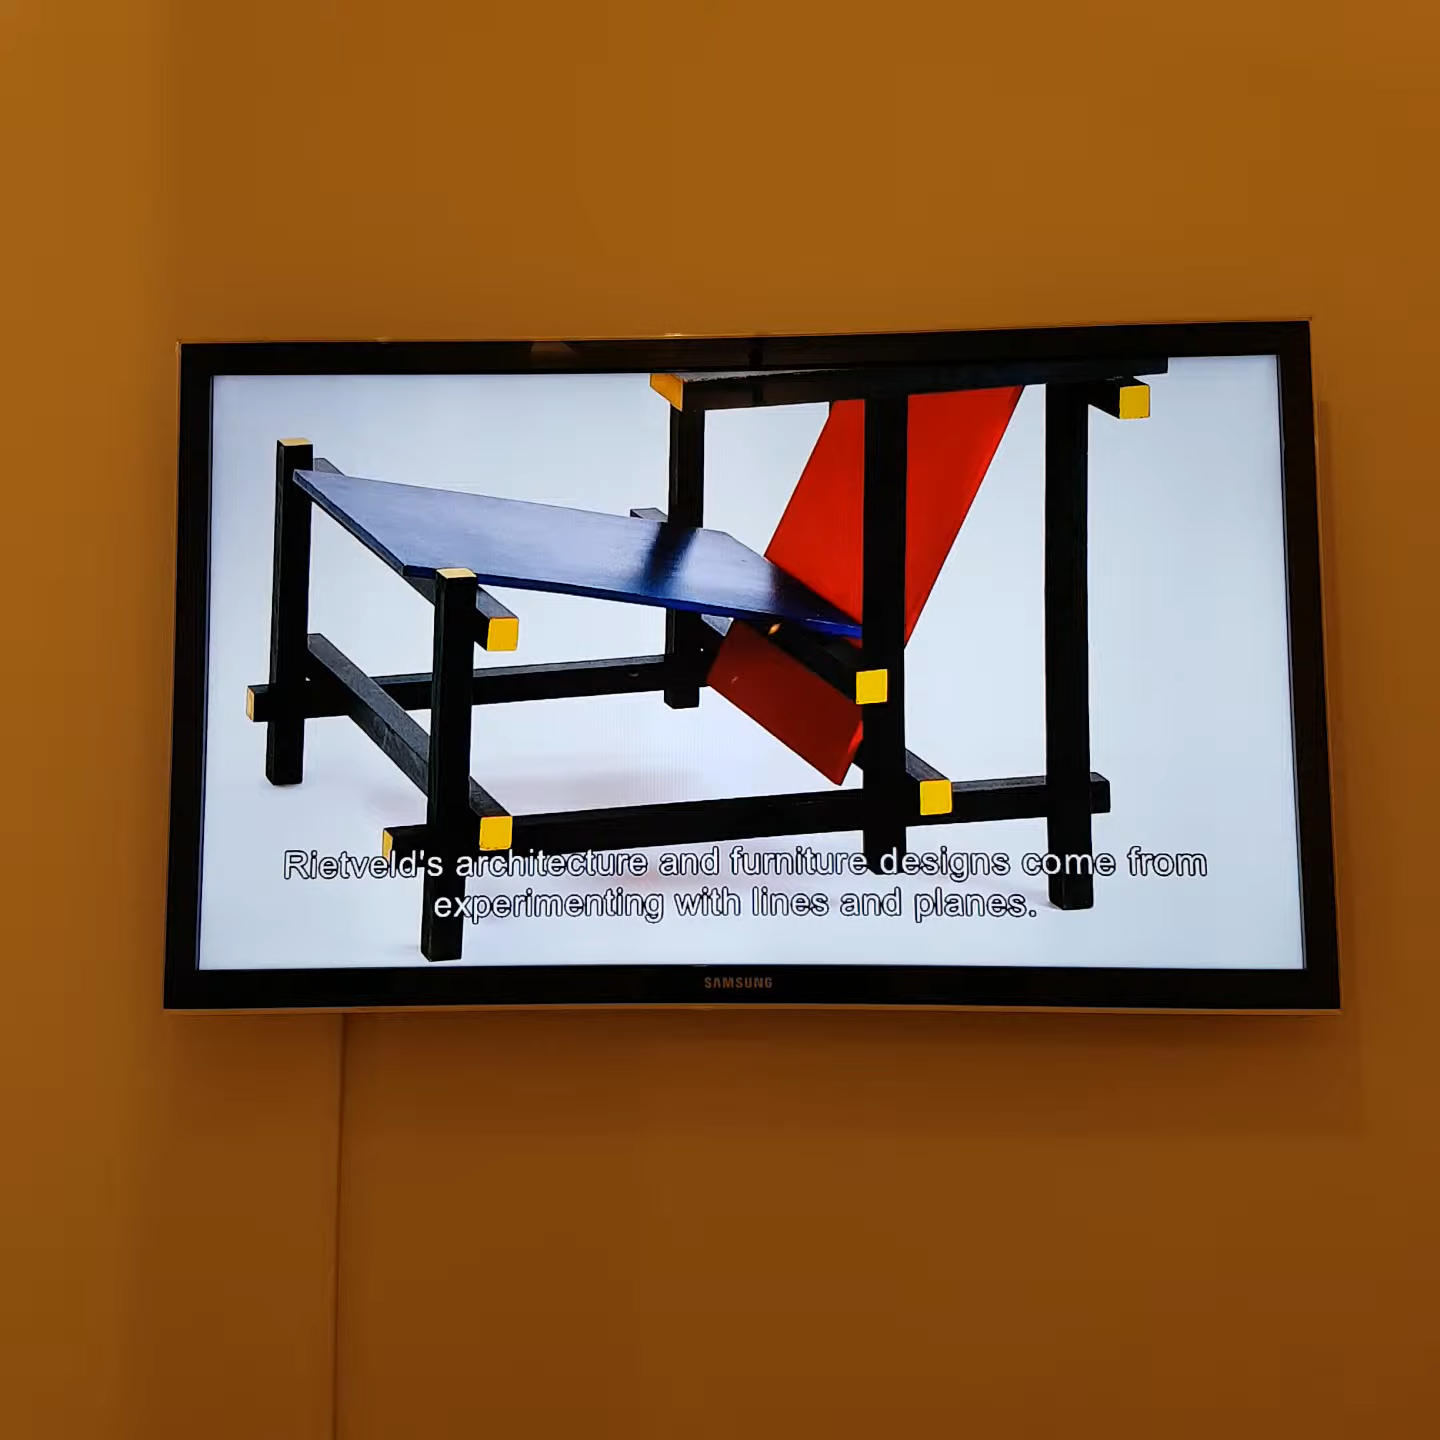 Rietveld's architecture and furniture designs come from
experimenting with lines and planes.
SAMSUNG